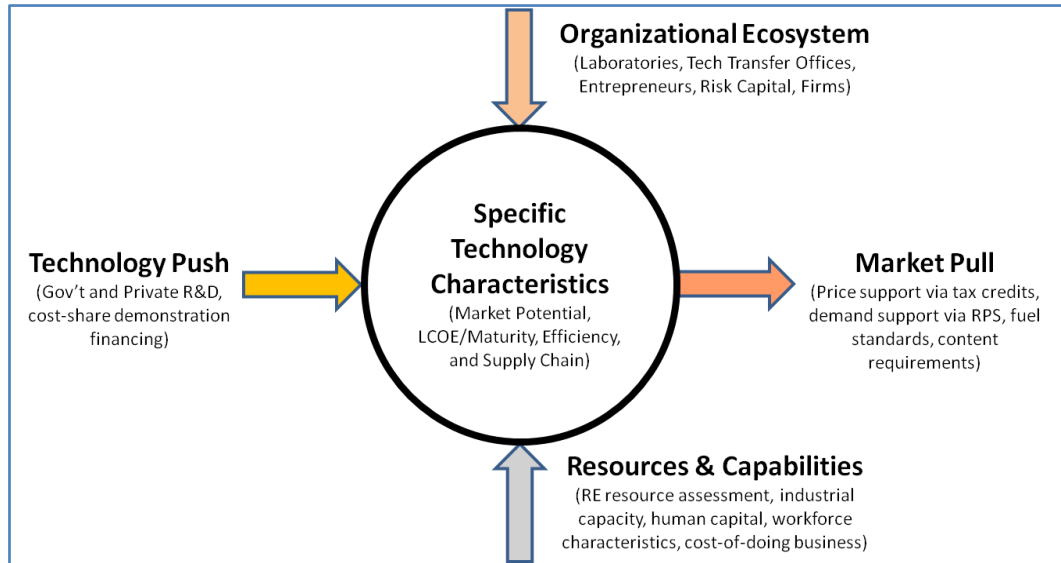 Organizational Ecosystem
(Laboratories, Tech Transfer Offices,
Entrepreneurs, Risk Capital, Firms)
Technology Push
(Gov't and Private R&D,
cost-share demonstration
financing)
Specific
Technology
Characteristics
(Market Potential,
LCOE/Maturity, Efficiency,
and Supply Chain)
Market Pull
(Price support via tax credits,
demand support via RPS, fuel
standards, content
requirements)
Resources & Capabilities
(RE resource assessment, industrial
capacity, human capital, workforce
characteristics, cost-of-doing business)